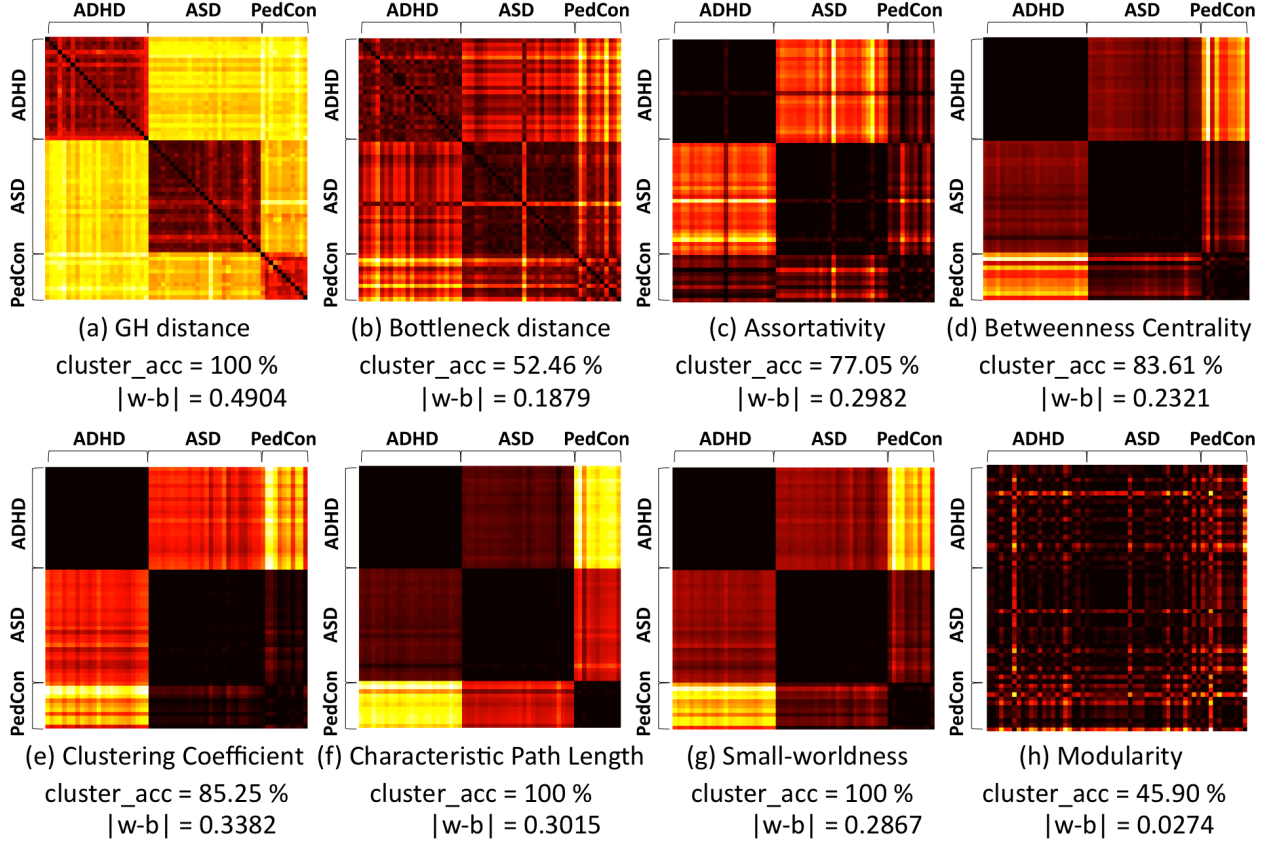 ADHD ASD PedCon ADHD ASD PedCon ADHD ASD PedCon ADHD ASD PedCon
ADHD ADHD ADHD ADHD
ASD ASD ASD ASD
PedCon PedCon PedCon PedCon
(a) GH distance (b) Bottleneck distance (c) Assortativity (d) Betweenness Centrality
cluster_acc = 100 % cluster_acc = 52.46 % cluster_acc = 77.05 % cluster_acc = 83.61 %
|w-b| = 0.4904 |w-b| = 0.1879 |w-b| = 0.2982 |w-b| = 0.2321
ADHD ASD PedCon ADHD ASD PedCon ADHD ASD PedCon ADHD ASD PedCon
ADHD ADHD ADHD ADHD
ASD ASD ASD ASD
PedCon PedCon PedCon PedCon
(e) Clustering Coefficient (f) Characteristic Path Length (g) Small-worldness (h) Modularity
cluster_acc = 85.25 % cluster_acc = 100 % cluster_acc = 100 % cluster_acc = 45.90 %
|w-b| = 0.3382 |w-b| = 0.3015 |w-b| = 0.2867 |w-b| = 0.0274